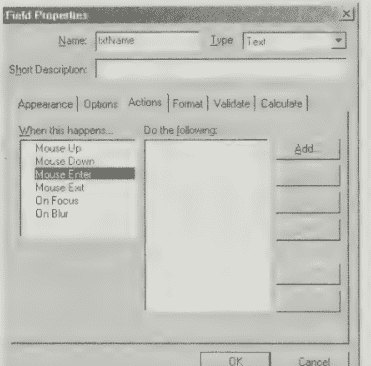 Field Properties
Name: txtName Type Text
Short Description:
Appearance Options Actions Format Validate Calculate
When this happens... Do the following:
Mouse Up Add...
Mouse Down
Mouse Enter
Mouse Exit
On Focus
On Blur
OK Cancel